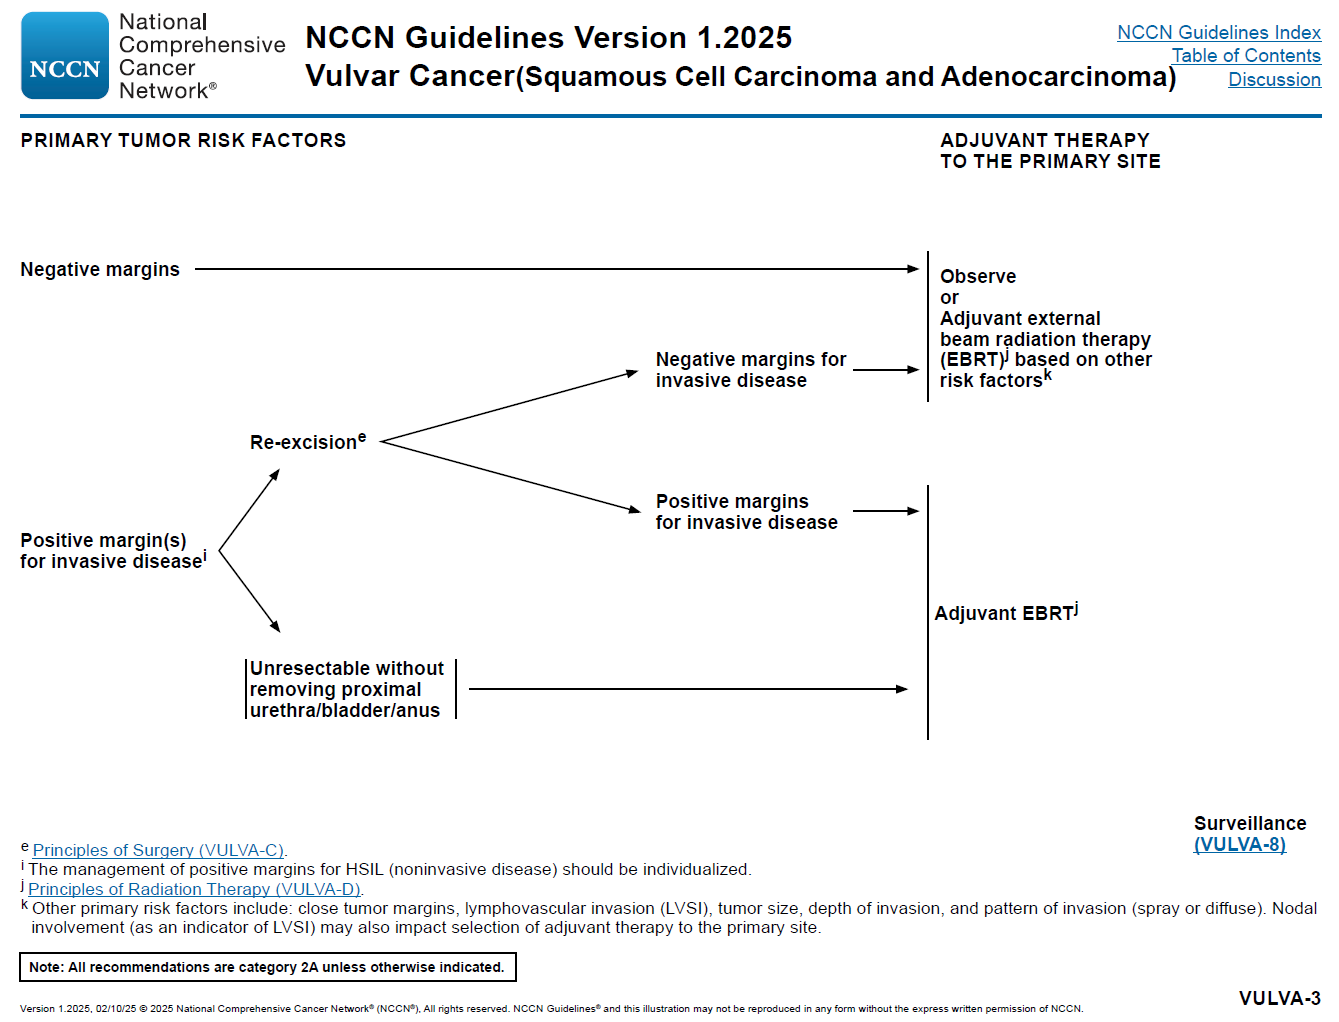 NCCN
National
Comprehensive
Cancer
Network®
NCCN Guidelines Version 1.2025
Vulvar Cancer(Squamous Cell Carcinoma and Adenocarcinoma)
NCCN Guidelines Index
Table of Contents
Discussion
PRIMARY TUMOR RISK FACTORS
ADJUVANT THERAPY
TO THE PRIMARY SITE
Negative margins
Observe
or
Adjuvant external
beam radiation therapy
(EBRT)j based on other
risk factorsk
Negative margins for
invasive disease
Re-excisione
Positive margins
for invasive disease
Positive margin(s)
for invasive diseasei
Adjuvant EBRTj
Unresectable without
removing proximal
urethra/bladder/anus
Surveillance
(VULVA-8)
e Principles of Surgery (VULVA-C).
i The management of positive margins for HSIL (noninvasive disease) should be individualized.
j Principles of Radiation Therapy (VULVA-D).
k Other primary risk factors include: close tumor margins, lymphovascular invasion (LVSI), tumor size, depth of invasion, and pattern of invasion (spray or diffuse). Nodal
involvement (as an indicator of LVSI) may also impact selection of adjuvant therapy to the primary site.
Note: All recommendations are category 2A unless otherwise indicated.
VULVA-3
Version 1.2025, 02/10/25 © 2025 National Comprehensive Cancer Network® (NCCN®), All rights reserved. NCCN Guidelines® and this illustration may not be reproduced in any form without the express written permission of NCCN.